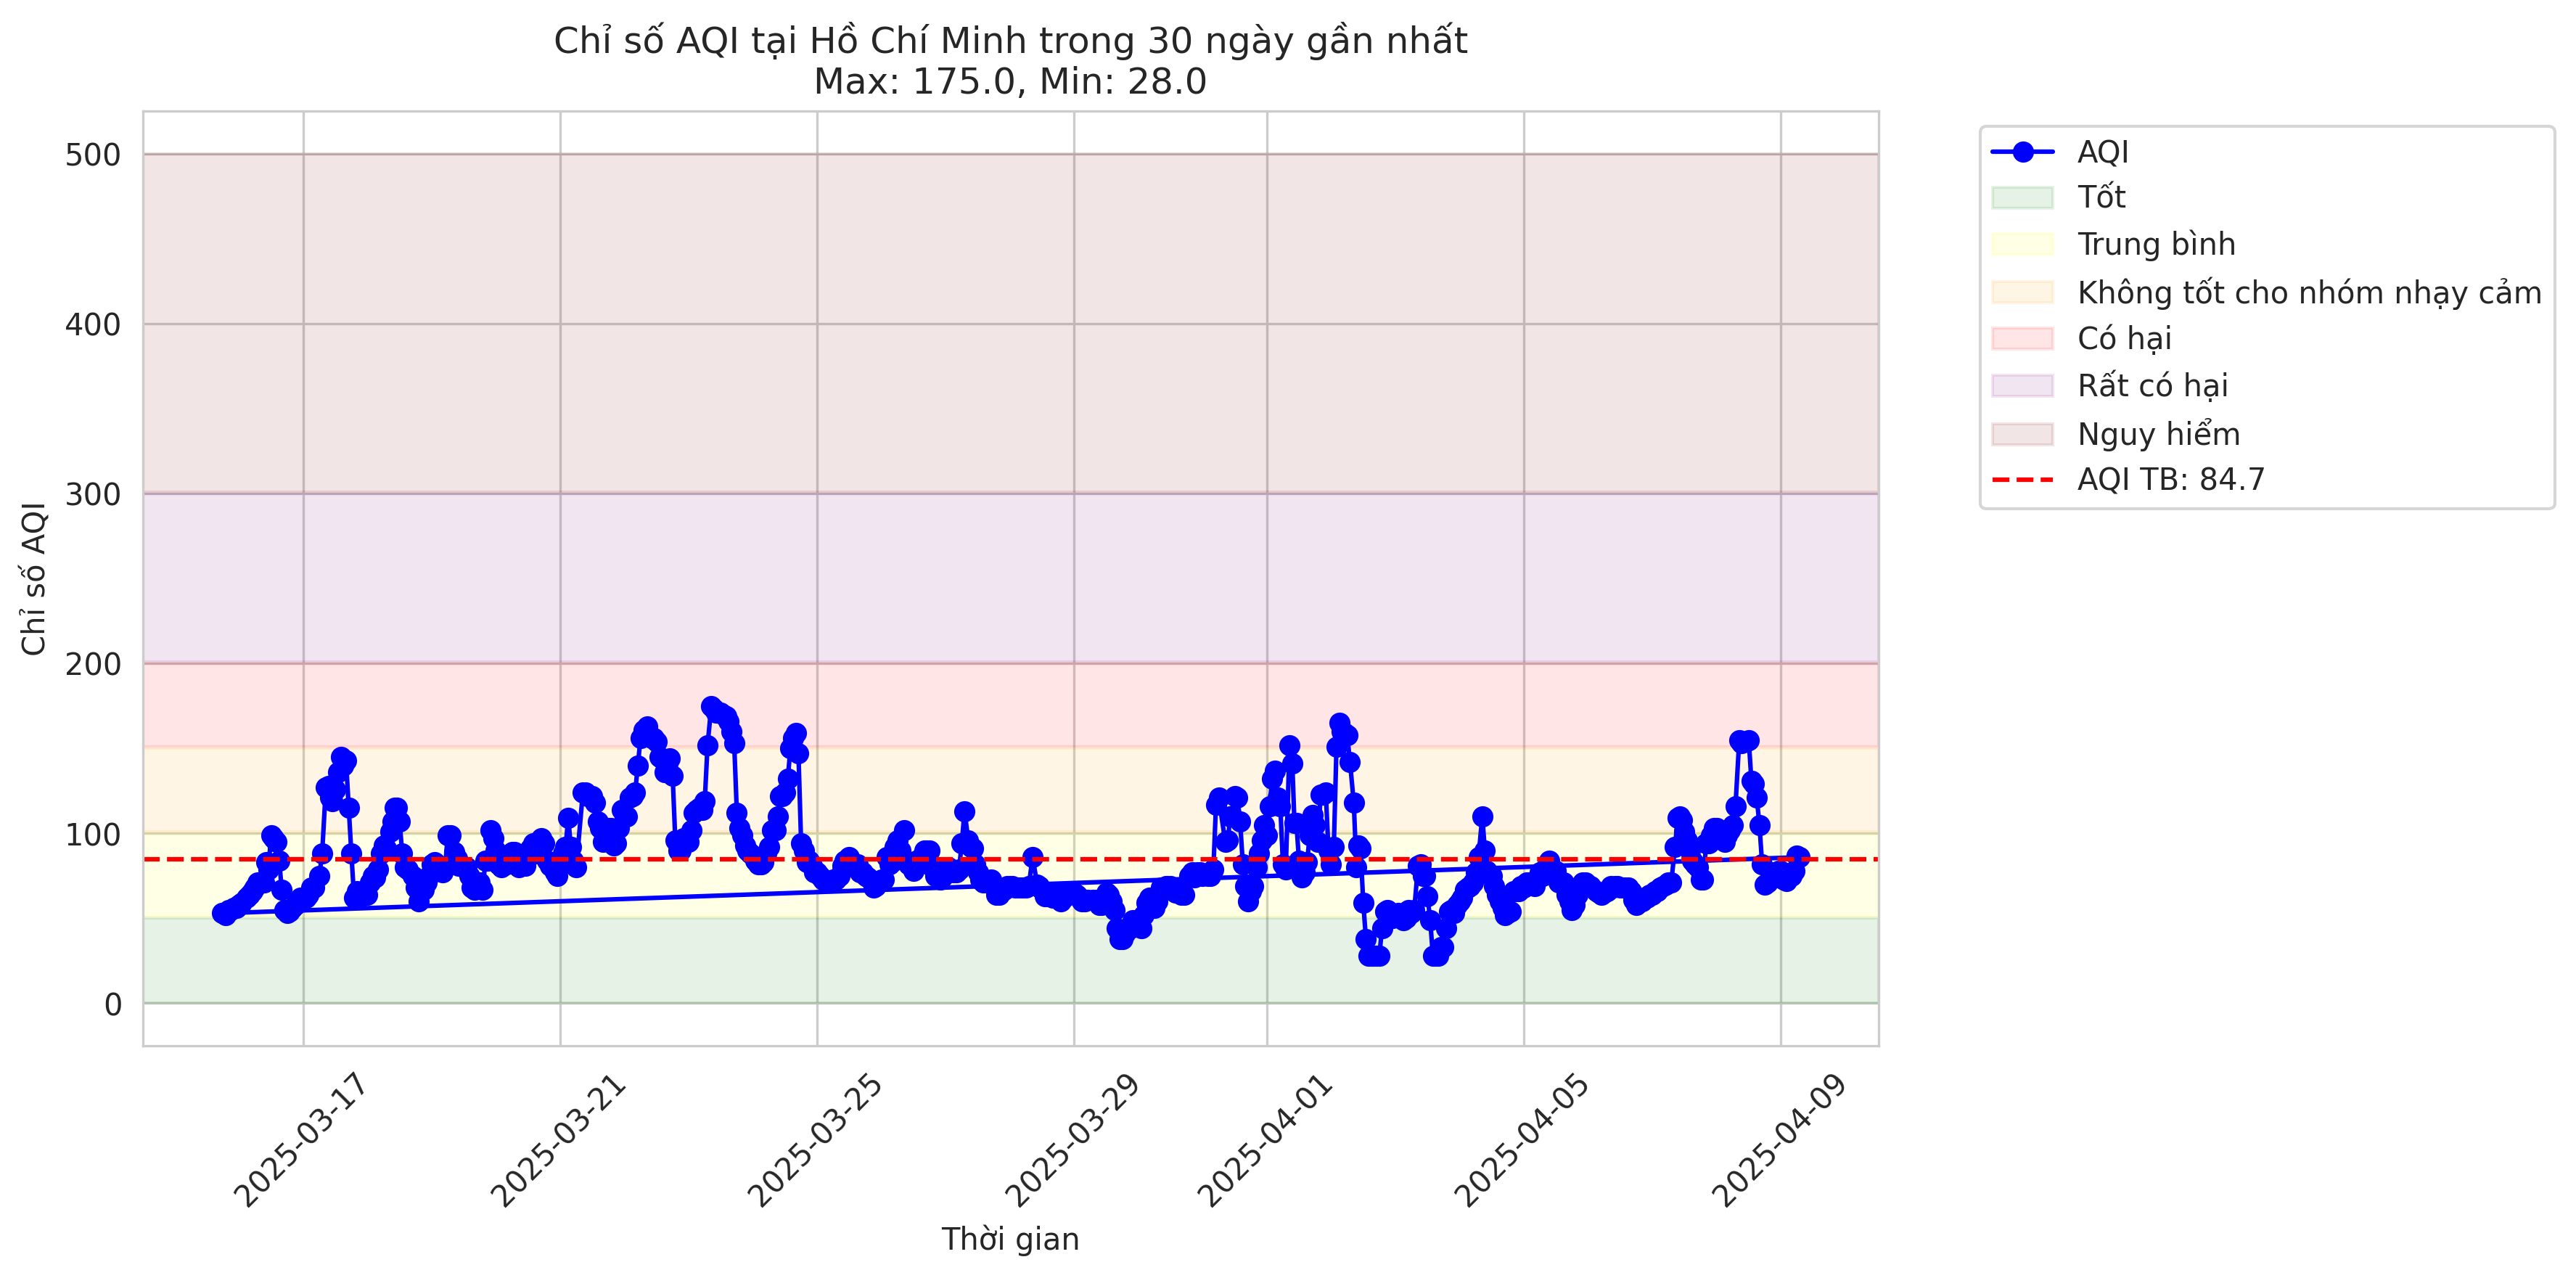 Chỉ số AQI tại Hồ Chí Minh trong 30 ngày gần nhất
Max: 175.0, Min: 28.0
Chỉ số AQI
500
400
300
200
100
0
2025-03-17
2025-03-21
2025-03-25
2025-03-29
2025-04-01
2025-04-05
2025-04-09
Thời gian
AQI
Tốt
Trung bình
Không tốt cho nhóm nhạy cảm
Có hại
Rất có hại
Nguy hiểm
AQI TB: 84.7